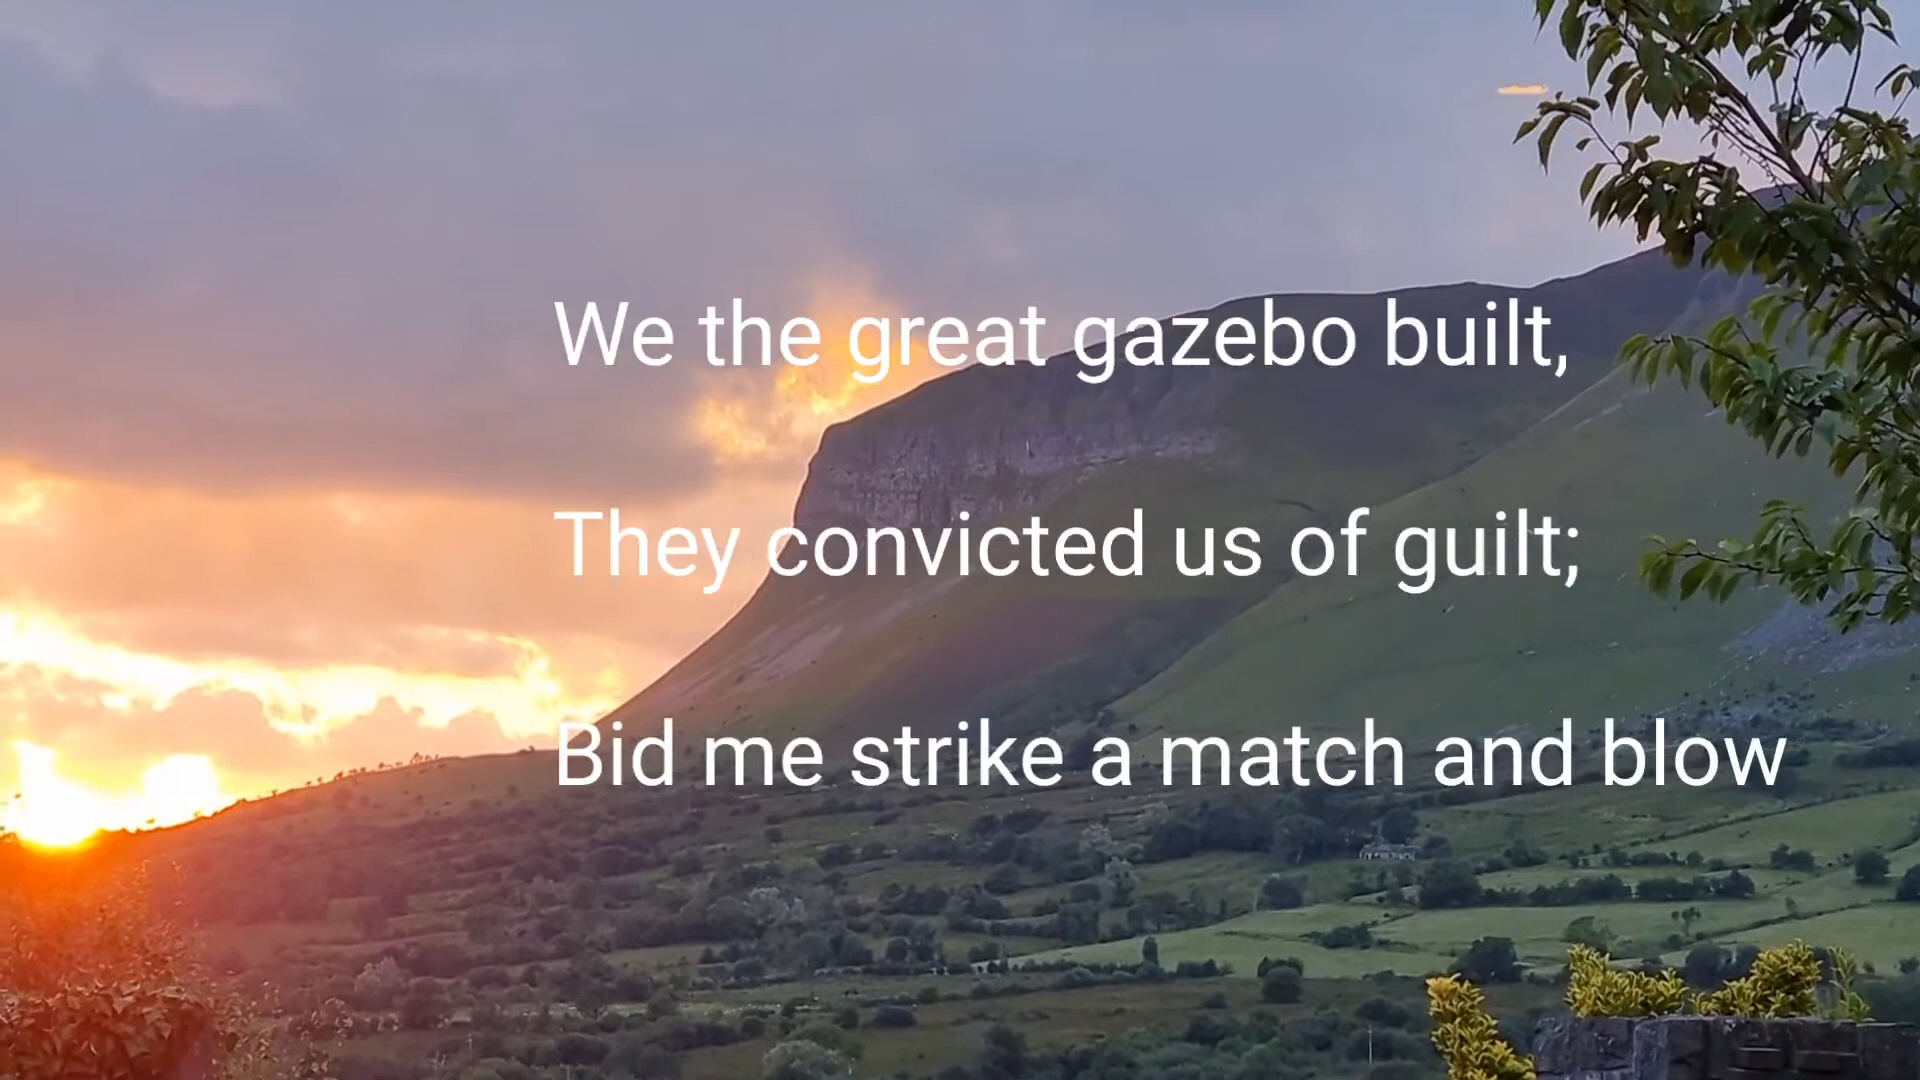 We the great gazebo built,
They convicted us of guilt;
Bid me strike a match and blow